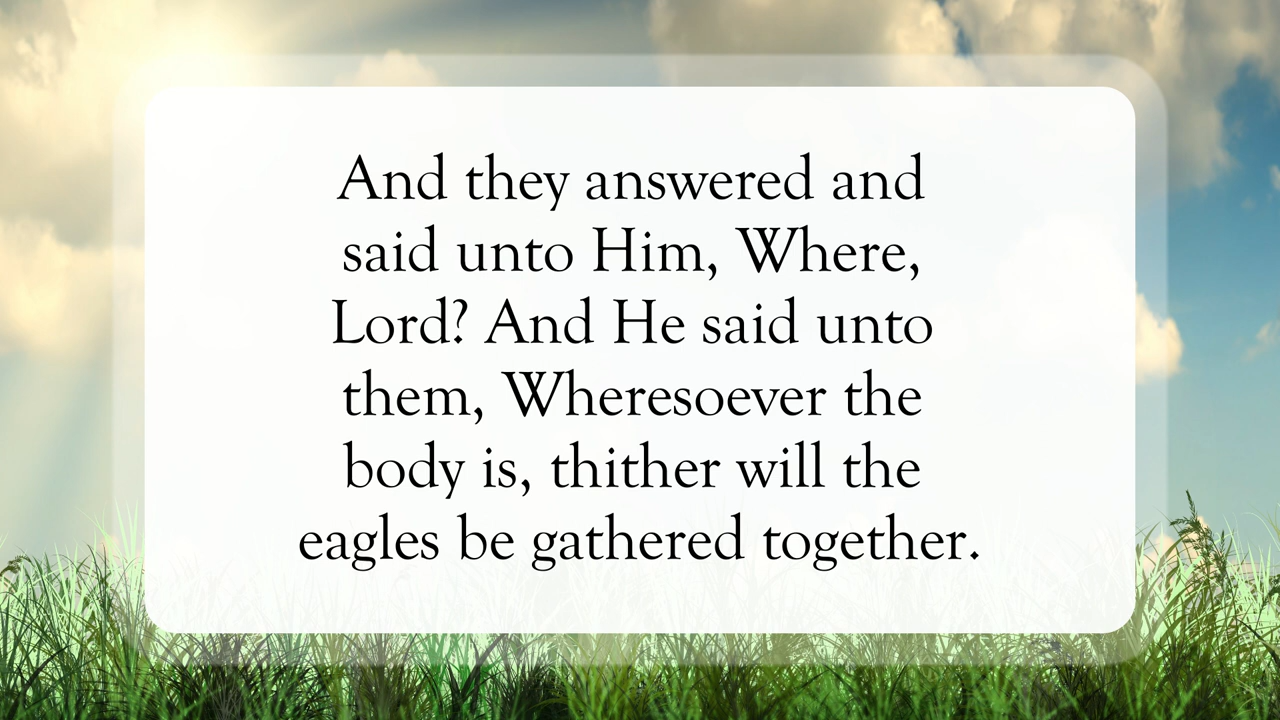 And they answered and
said unto Him, Where,
Lord? And He said unto
them, Wheresoever the
body is, thither will the
eagles be gathered together.